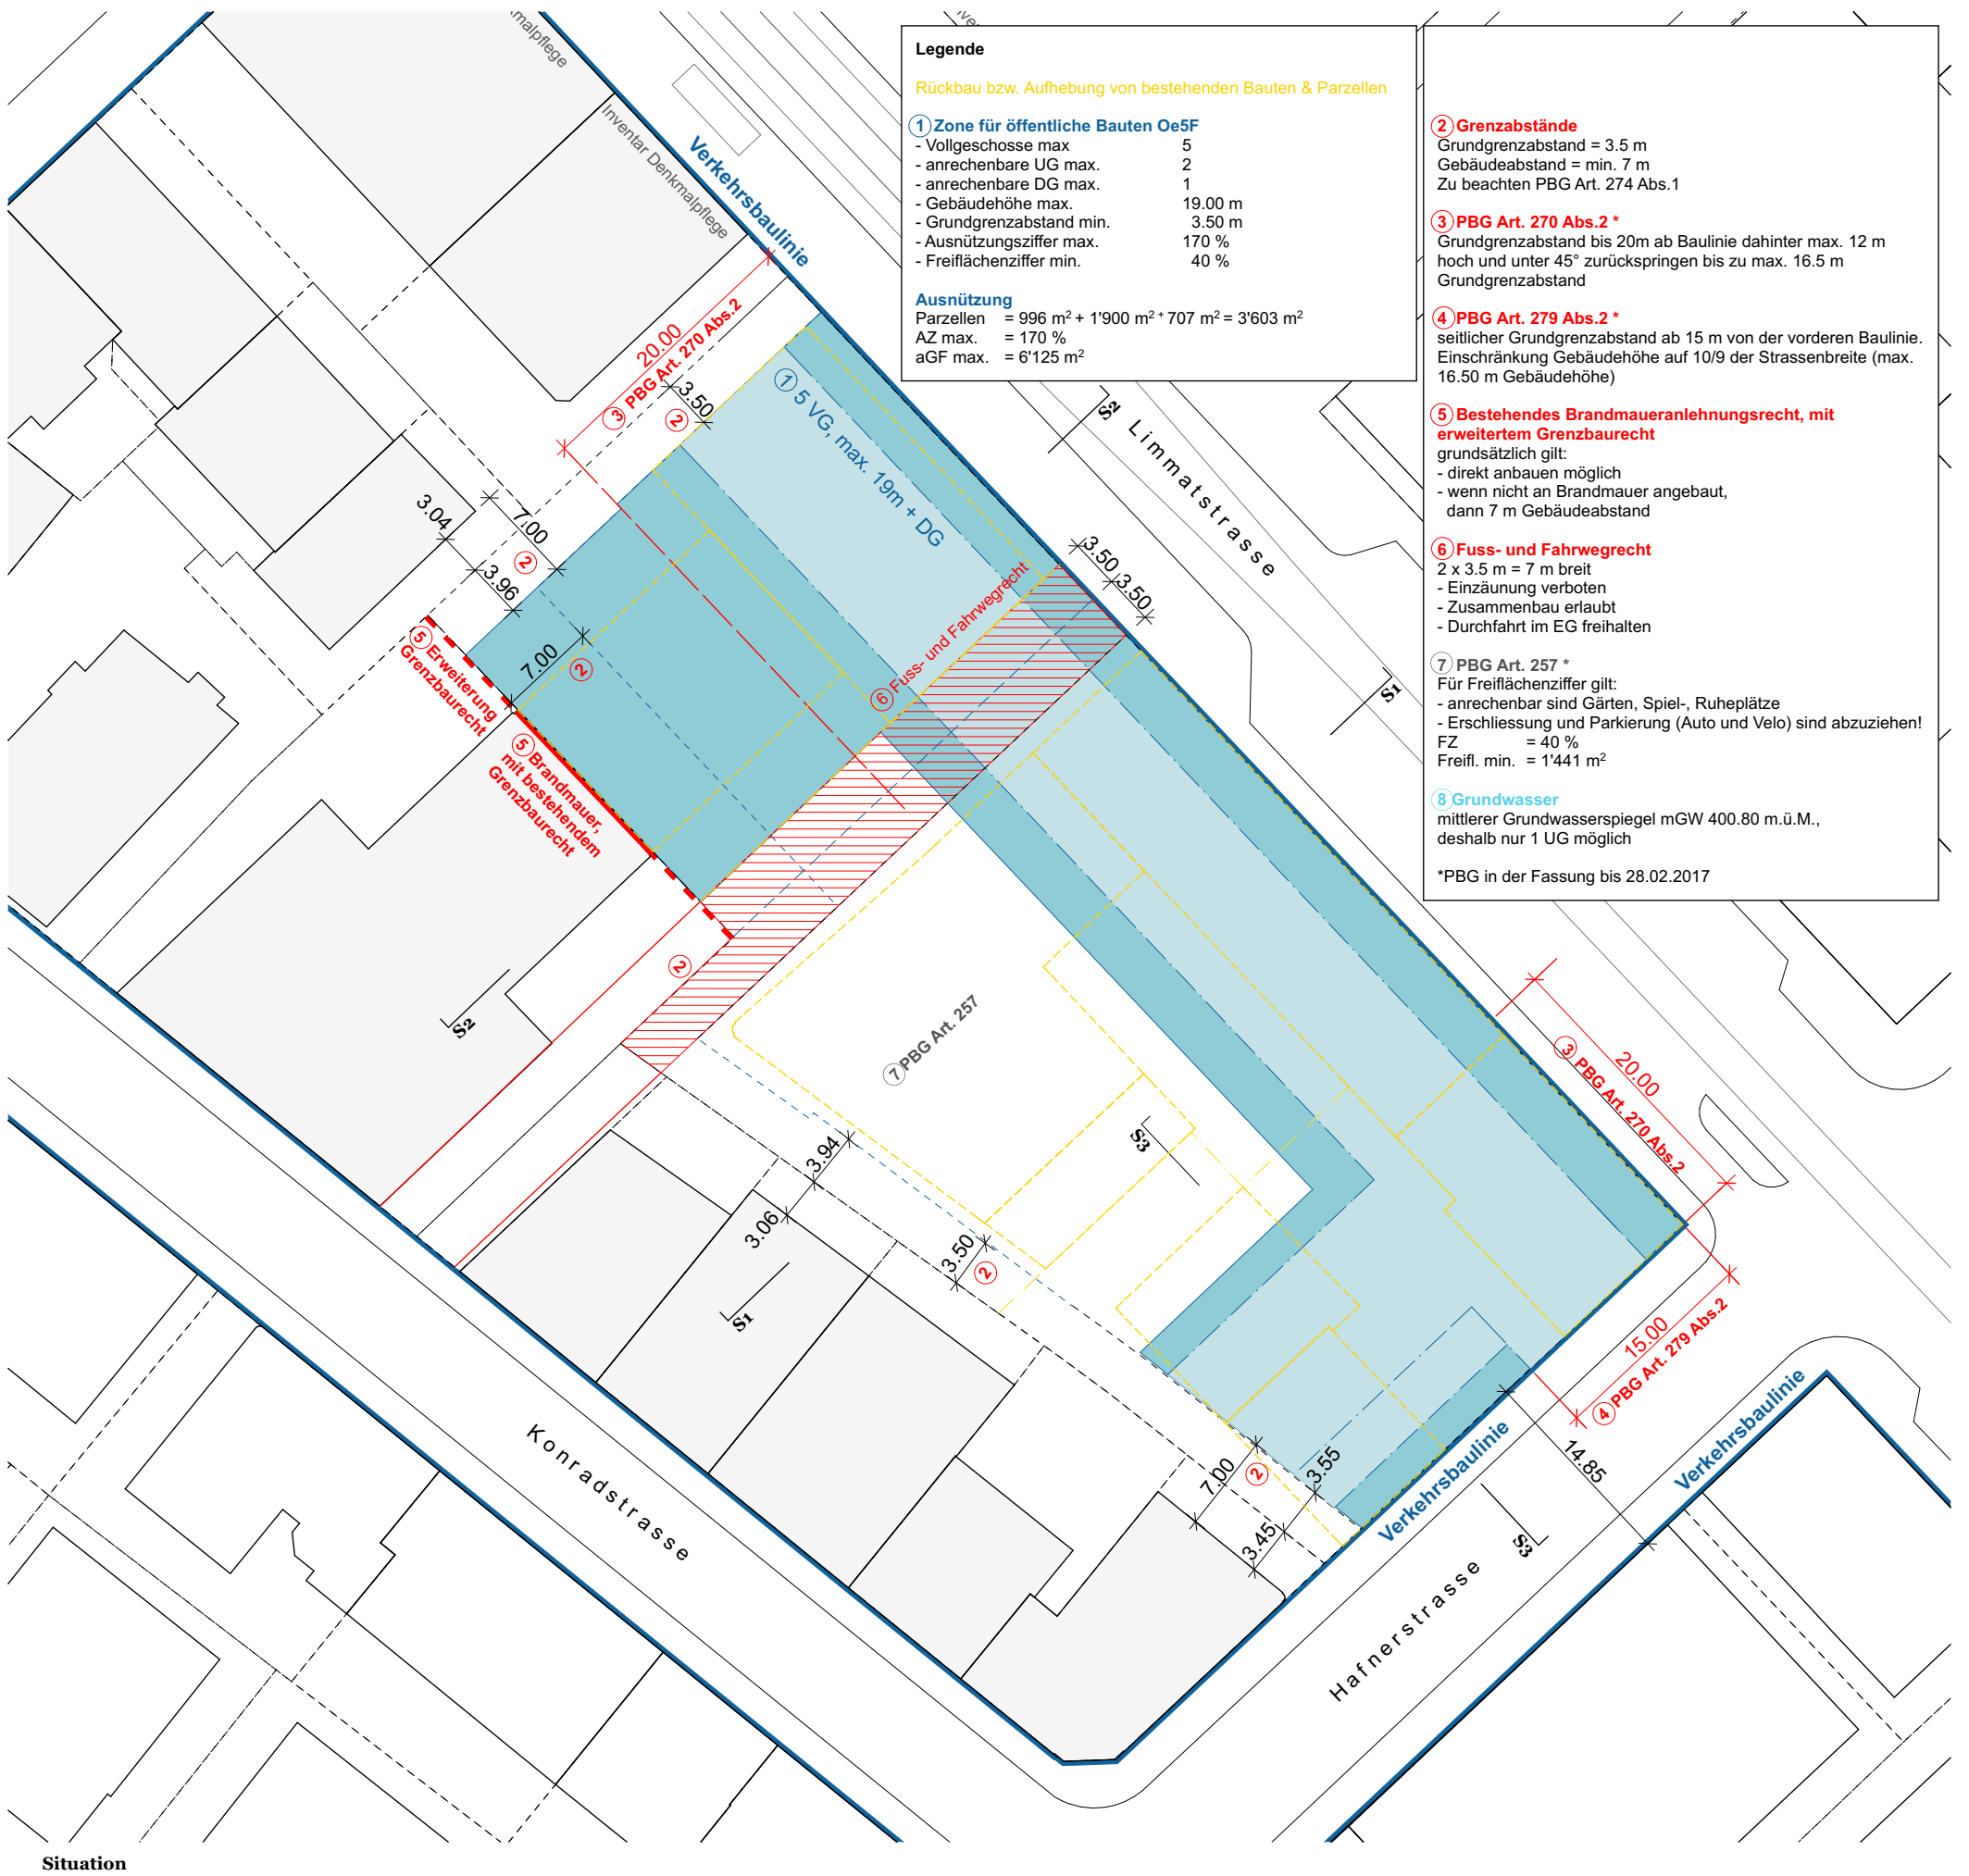 Legende
Rückbau bzw. Aufhebung von bestehenden Bauten & Parzellen
1 Zone für öffentliche Bauten Oe5F
- Vollgeschosse max 5
- anrechenbare UG max. 2
- anrechenbare DG max. 1
- Gebäudehöhe max. 19.00 m
- Grundgrenzabstand min. 3.50 m
- Ausnützungsziffer max. 170 %
- Freiflächenziffer min. 40 %
Ausnützung
Parzellen = 996 m² + 1'900 m² + 707 m² = 3'603 m²
AZ max. = 170 %
aGF max. = 6'125 m²
2 Grenzabstände
Grundgrenzabstand = 3.5 m
Gebäudeabstand = min. 7 m
Zu beachten PBG Art. 274 Abs.1
3 PBG Art. 270 Abs.2 *
Grundgrenzabstand bis 20m ab Baulinie dahinter max. 12 m
hoch und unter 45° zurückspringen bis zu max. 16.5 m
Grundgrenzabstand
4 PBG Art. 279 Abs.2 *
seitlicher Grundgrenzabstand ab 15 m von der vorderen Baulinie.
Einschränkung Gebäudehöhe auf 10/9 der Strassenbreite (max.
16.50 m Gebäudehöhe)
5 Bestehendes Brandmaueranlehnungsrecht, mit
erweitertem Grenzbaurecht
grundsätzlich gilt:
- direkt anbauen möglich
- wenn nicht an Brandmauer angebaut,
dann 7 m Gebäudeabstand
6 Fuss- und Fahrwegrecht
2 x 3.5 m = 7 m breit
- Einzäunung verboten
- Zusammenbau erlaubt
- Durchfahrt im EG freihalten
7 PBG Art. 257 *
Für Freiflächenziffer gilt:
- anrechenbar sind Gärten, Spiel-, Ruheplätze
- Erschliessung und Parkierung (Auto und Velo) sind abzuziehen!
FZ = 40 %
Freifl. min. = 1'441 m²
8 Grundwasser
mittlerer Grundwasserspiegel mGW 400.80 m.ü.M.,
deshalb nur 1 UG möglich
*PBG in der Fassung bis 28.02.2017
Inventar Denkmalpflege
Verkehrsbaulinie
20.00
3 PBG Art. 270 Abs.2
3.50
2
1 5 VG, max. 19m + DG
S2
Limmatstrasse
3.04
7.00
2
3.96
3.50
3.50
6 Fuss- und Fahrwegrecht
S1
5 Erweiterung
Grenzbaurecht
7.00
2
5 Brandmauer,
mit bestehendem
Grenzbaurecht
2
S2
7 PBG Art. 257
20.00
3 PBG Art. 270 Abs.2
S3
3.94
3.06
3.50
2
S1
15.00
4 PBG Art. 279 Abs.2
Konradstrasse
7.00
2
3.55
3.45
Verkehrsbaulinie
14.85
Verkehrsbaulinie
S3
Hafnerstrasse
Situation